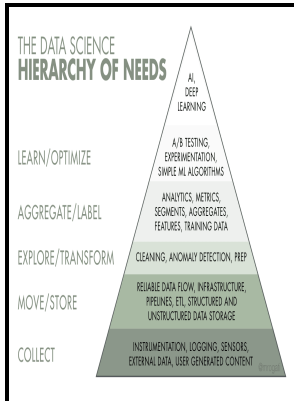 THE DATA SCIENCE
HIERARCHY OF NEEDS
AI,
DEEP
LEARNING
LEARN/OPTIMIZE
A/B TESTING,
EXPERIMENTATION,
SIMPLE ML ALGORITHMS
AGGREGATE/LABEL
ANALYTICS, METRICS,
SEGMENTS, AGGREGATES,
FEATURES, TRAINING DATA
EXPLORE/TRANSFORM
CLEANING, ANOMALY DETECTION, PREP
MOVE/STORE
RELIABLE DATA FLOW, INFRASTRUCTURE,
PIPELINES, ETL, STRUCTURED AND
UNSTRUCTURED DATA STORAGE
COLLECT
INSTRUMENTATION, LOGGING, SENSORS,
EXTERNAL DATA, USER GENERATED CONTENT